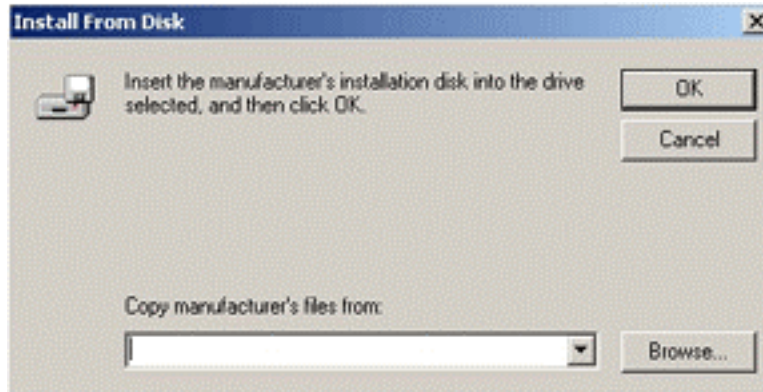 Install From Disk
Insert the manufacturer's installation disk into the drive
selected, and then click OK.
OK
Cancel
Copy manufacturer's files from:
Browse...